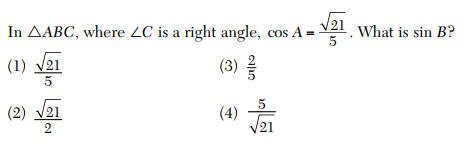 In △ABC, where ∠C is a right angle, cos A = √21/5. What is sin B?
(1) √21/5 (3) 2/5
(2) √21/2 (4) 5/√21